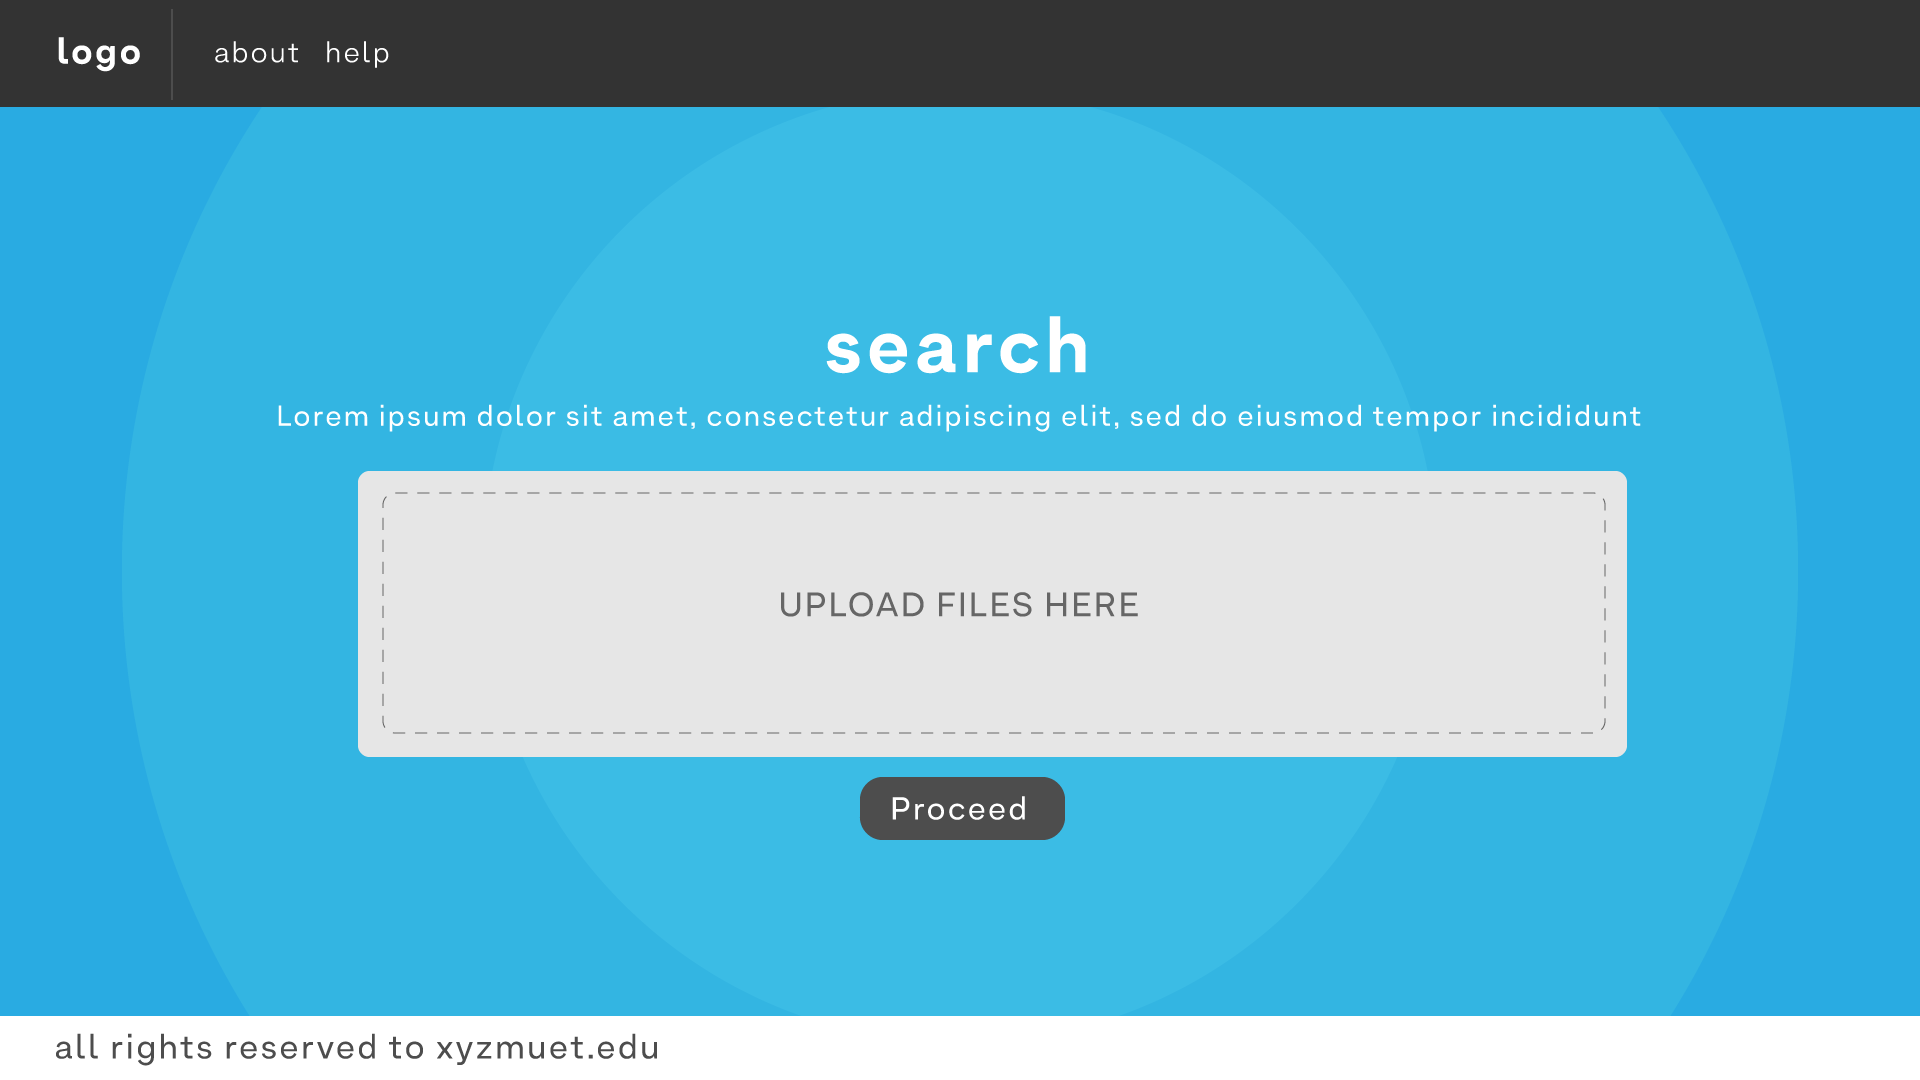 logo
about help
search
Lorem ipsum dolor sit amet, consectetur adipiscing elit, sed do eiusmod tempor incididunt
UPLOAD FILES HERE
Proceed
all rights reserved to xyzmuet.edu